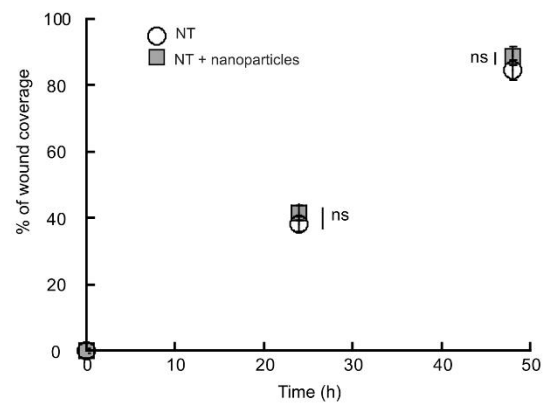 100
80
60
40
20
0
% of wound coverage
NT
NT + nanoparticles
ns
ns
0 10 20 30 40 50
Time (h)